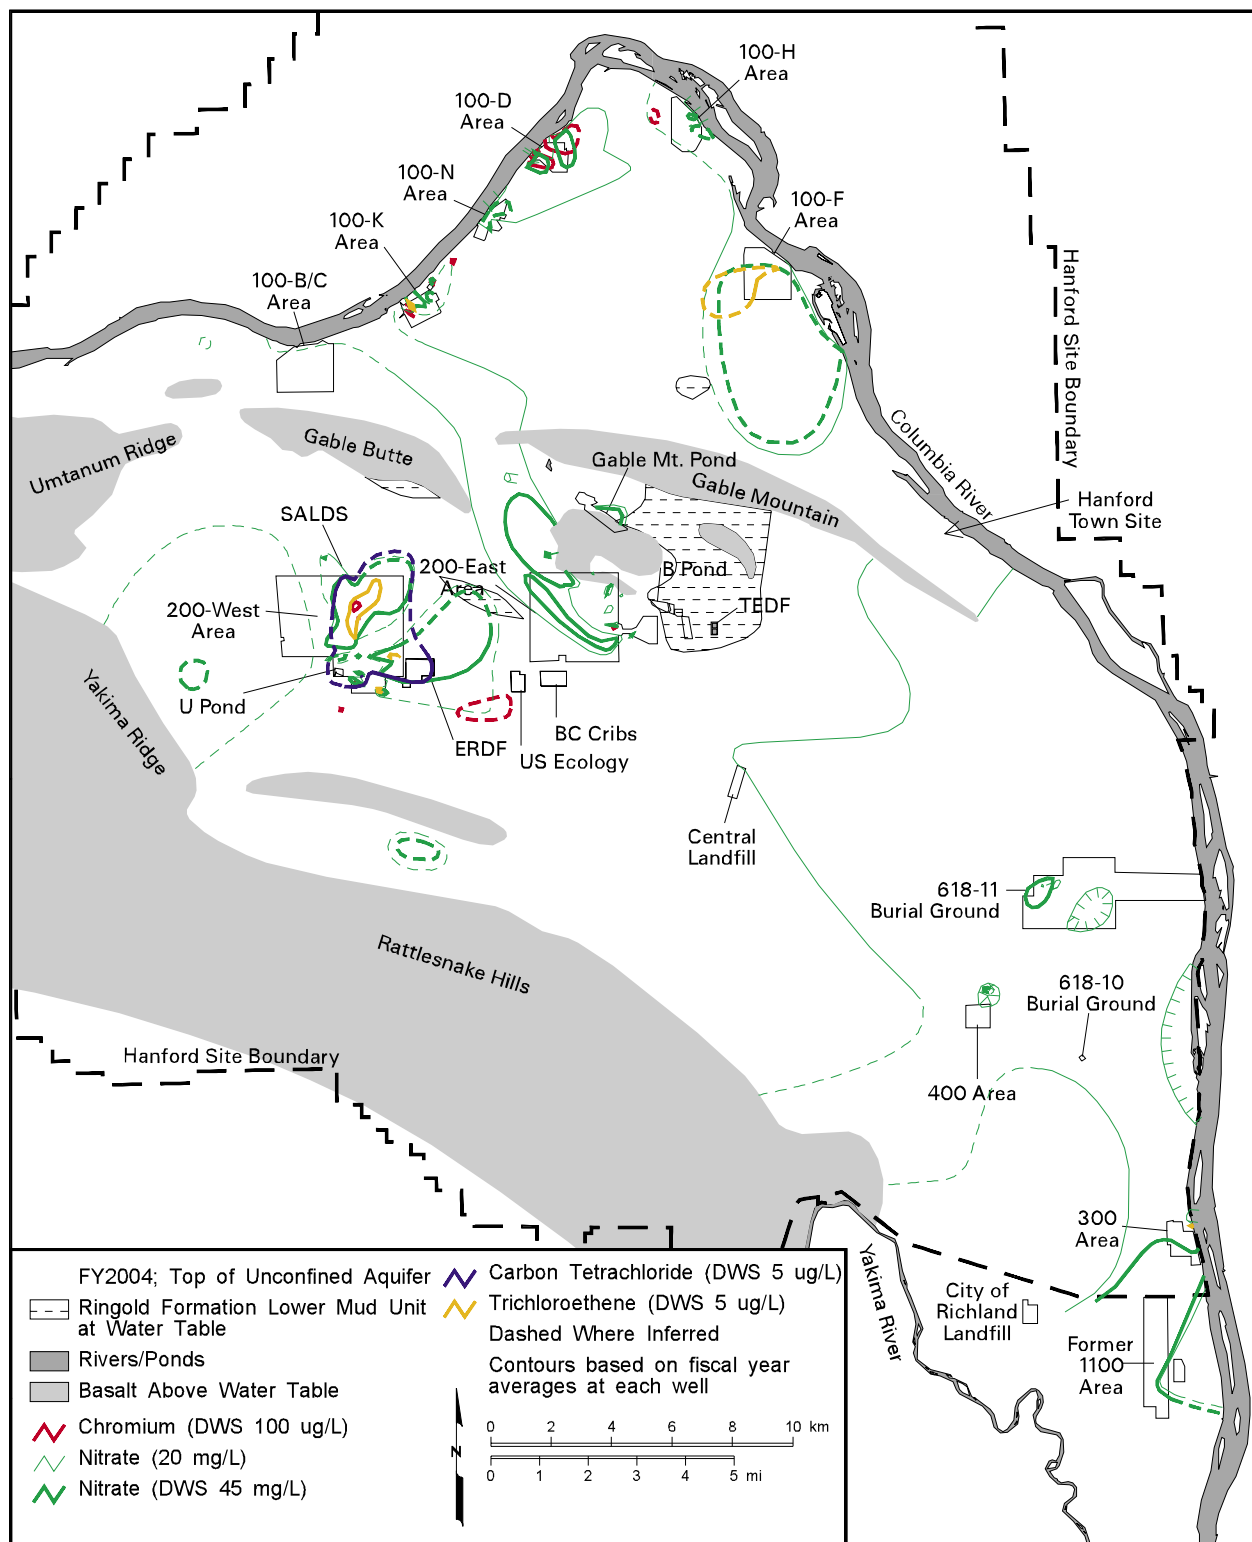 100-H
Area
100-D
Area
100-N
Area
100-F
Area
100-K
Area
100-B/C
Area
Hanford Site Boundary
Columbia River
Umtanum Ridge
Gable Butte
Gable Mt. Pond
Gable Mountain
Hanford
Town Site
SALDS
200-East
Area
B Pond
TEDF
200-West
Area
U Pond
Yakima Ridge
ERDF
BC Cribs
US Ecology
Central
Landfill
618-11
Burial Ground
Rattlesnake Hills
618-10
Burial Ground
Hanford Site Boundary
400 Area
300
Area
Yakima River
City of
Richland
Landfill
Former
1100
Area
FY2004; Top of Unconfined Aquifer
Ringold Formation Lower Mud Unit
at Water Table
Rivers/Ponds
Basalt Above Water Table
Chromium (DWS 100 ug/L)
Nitrate (20 mg/L)
Nitrate (DWS 45 mg/L)
Carbon Tetrachloride (DWS 5 ug/L)
Trichloroethene (DWS 5 ug/L)
Dashed Where Inferred
Contours based on fiscal year
averages at each well
N
0 2 4 6 8 10 km
0 1 2 3 4 5 mi